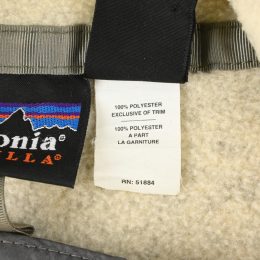 onia
LLA
100% POLYESTER
EXCLUSIVE OF TRIM
100% POLYESTER
A PART
LA GARNITURE
RN: 51884